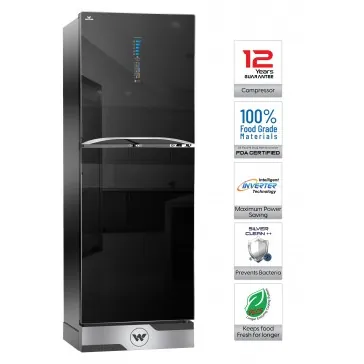 12
Years
GUARANTEE
Compressor
100%
Food Grade
Materials
FDA CERTIFIED
Intelligent
INVERTER
Technology
Maximum Power
Saving
SILVER
CLEAN ++
Prevents Bacteria
Keeps food
Fresh for longer
W